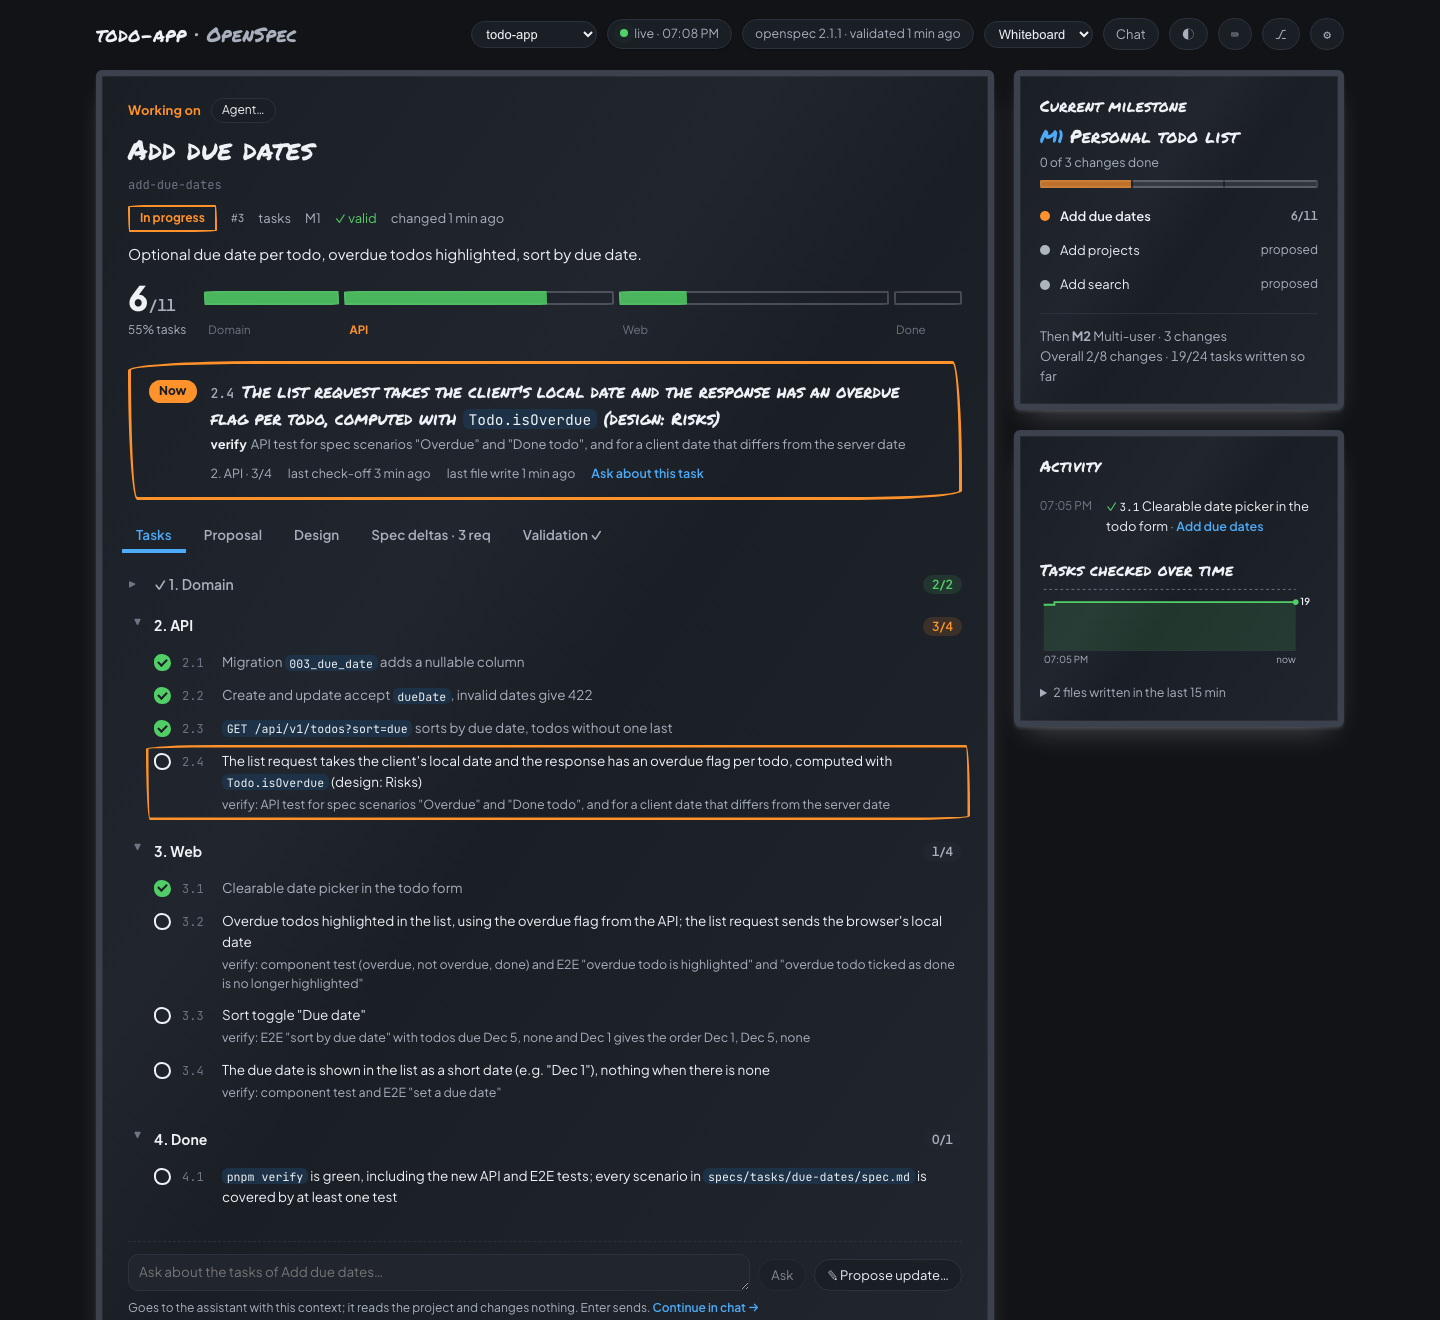 todo-app · OpenSpec
todo-app
live · 07:08 PM
openspec 2.1.1 · validated 1 min ago
Whiteboard
Chat
Working on
Agent…
Add due dates
add-due-dates
In progress
#3
tasks
M1
✓ valid
changed 1 min ago
Optional due date per todo, overdue todos highlighted, sort by due date.
6/11
55% tasks
Domain
API
Web
Done
Now
2.4 The list request takes the client's local date and the response has an overdue
flag per todo, computed with Todo.isOverdue (design: Risks)
verify API test for spec scenarios "Overdue" and "Done todo", and for a client date that differs from the server date
2. API · 3/4
last check-off 3 min ago
last file write 1 min ago
Ask about this task
Tasks
Proposal
Design
Spec deltas · 3 req
Validation ✓
✓ 1. Domain
2/2
2. API
3/4
2.1 Migration 003_due_date adds a nullable column
2.2 Create and update accept dueDate, invalid dates give 422
2.3 GET /api/v1/todos?sort=due sorts by due date, todos without one last
2.4 The list request takes the client's local date and the response has an overdue flag per todo, computed with
Todo.isOverdue (design: Risks)
verify: API test for spec scenarios "Overdue" and "Done todo", and for a client date that differs from the server date
3. Web
1/4
3.1 Clearable date picker in the todo form
3.2 Overdue todos highlighted in the list, using the overdue flag from the API; the list request sends the browser's local
date
verify: component test (overdue, not overdue, done) and E2E "overdue todo is highlighted" and "overdue todo ticked as done
is no longer highlighted"
3.3 Sort toggle "Due date"
verify: E2E "sort by due date" with todos due Dec 5, none and Dec 1 gives the order Dec 1, Dec 5, none
3.4 The due date is shown in the list as a short date (e.g. "Dec 1"), nothing when there is none
verify: component test and E2E "set a due date"
4. Done
0/1
4.1 pnpm verify is green, including the new API and E2E tests; every scenario in specs/tasks/due-dates/spec.md is
covered by at least one test
Ask about the tasks of Add due dates…
Ask
✎ Propose update…
Goes to the assistant with this context; it reads the project and changes nothing. Enter sends. Continue in chat →
Current milestone
M1 Personal todo list
0 of 3 changes done
Add due dates
6/11
Add projects
proposed
Add search
proposed
Then M2 Multi-user · 3 changes
Overall 2/8 changes · 19/24 tasks written so
far
Activity
07:05 PM
✓ 3.1 Clearable date picker in the
todo form · Add due dates
Tasks checked over time
19
07:05 PM
now
2 files written in the last 15 min